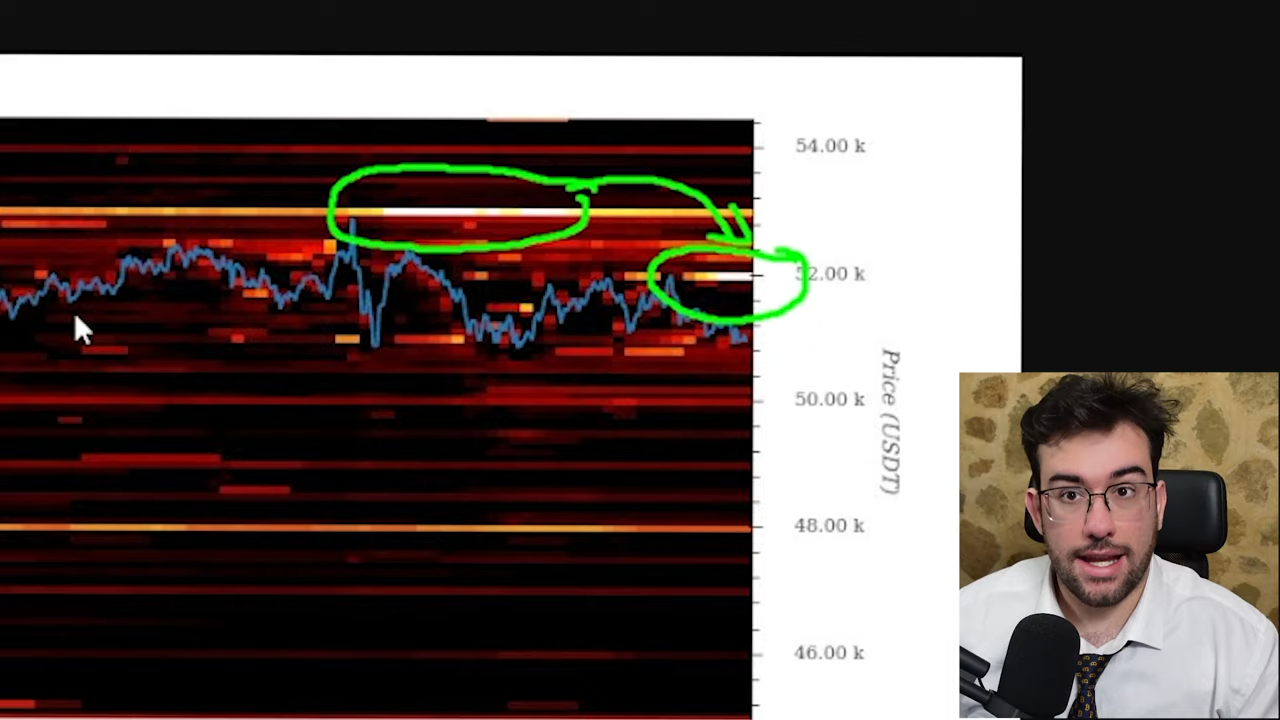 54.00 k
52.00 k
50.00 k
48.00 k
46.00 k
Price (USDT)